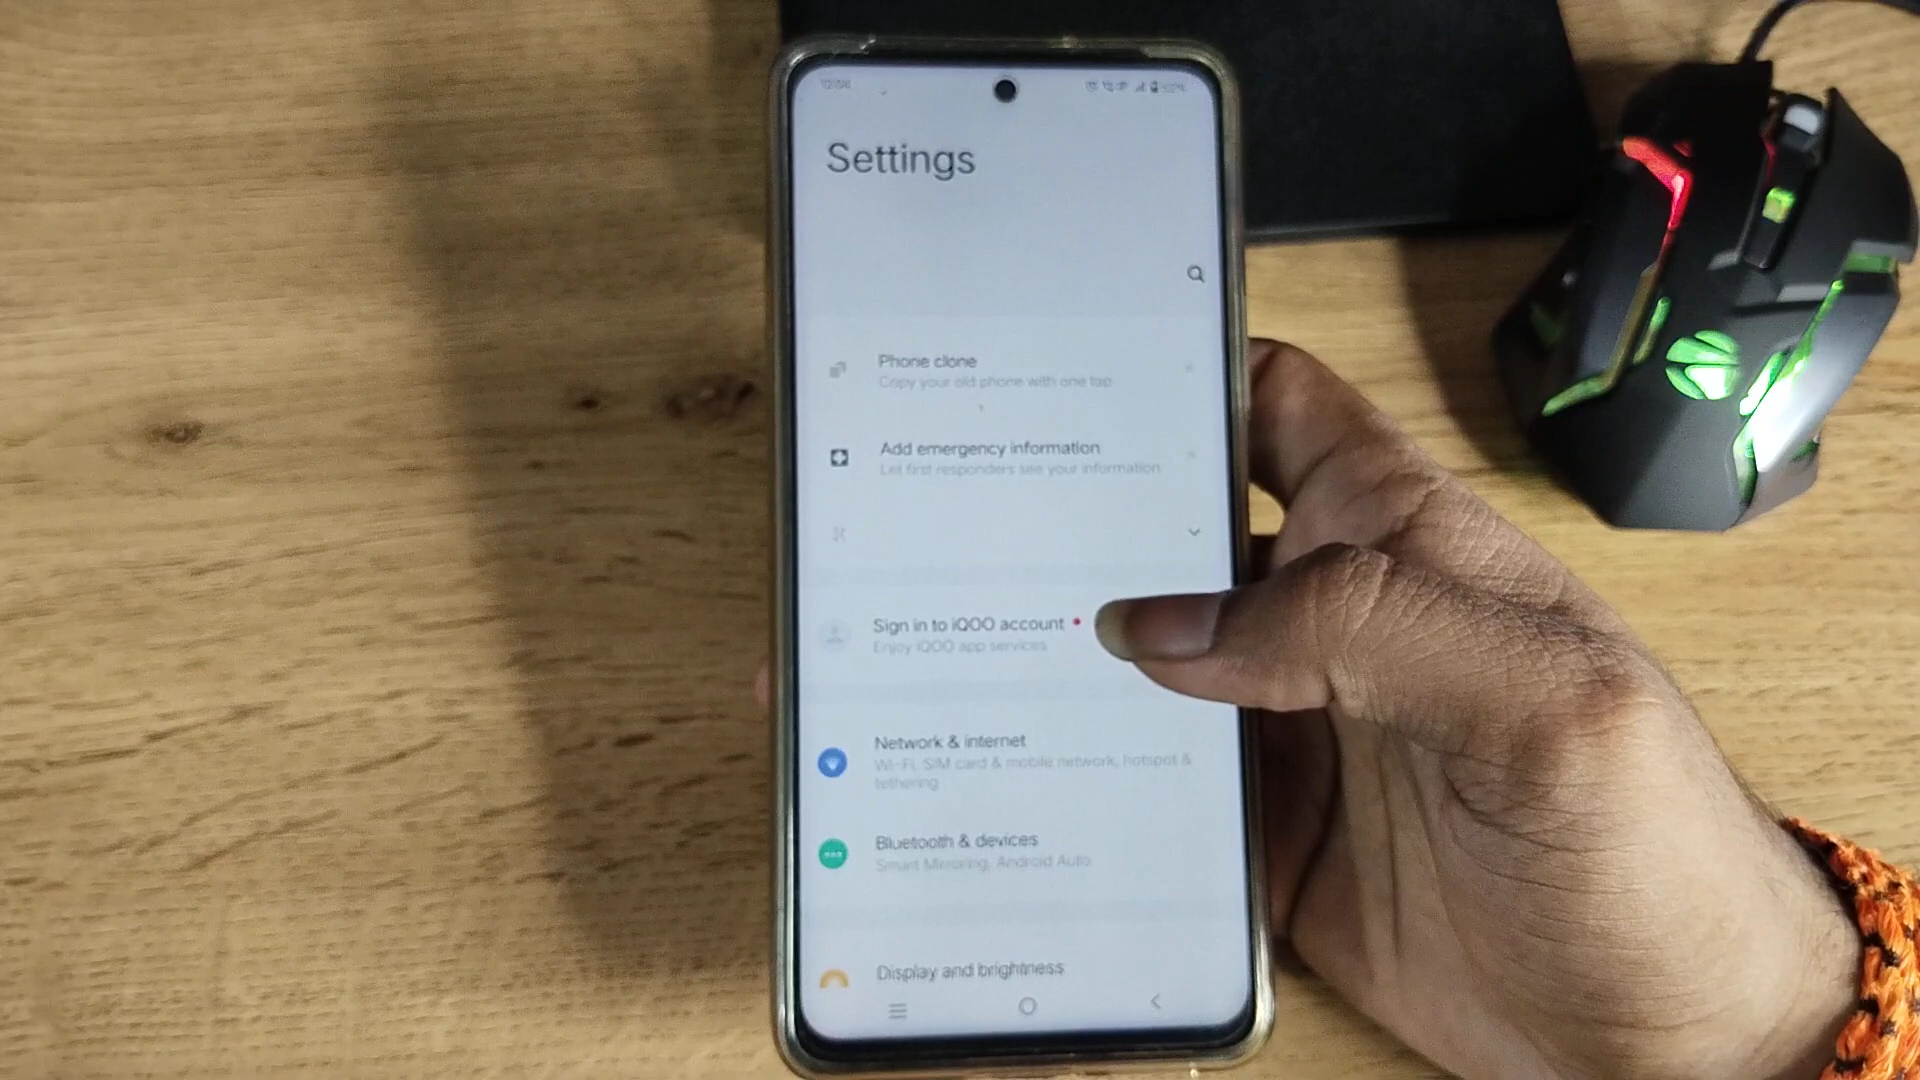 Settings
Phone clone
Copy your old phone with one tap
Add emergency information
Let first responders see your information
Sign in to iQOO account
Enjoy iQOO app services
Network & internet
Wi-Fi, SIM card & mobile network, hotspot &
tethering
Bluetooth & devices
Smart Mirroring, Android Auto
Display and brightness